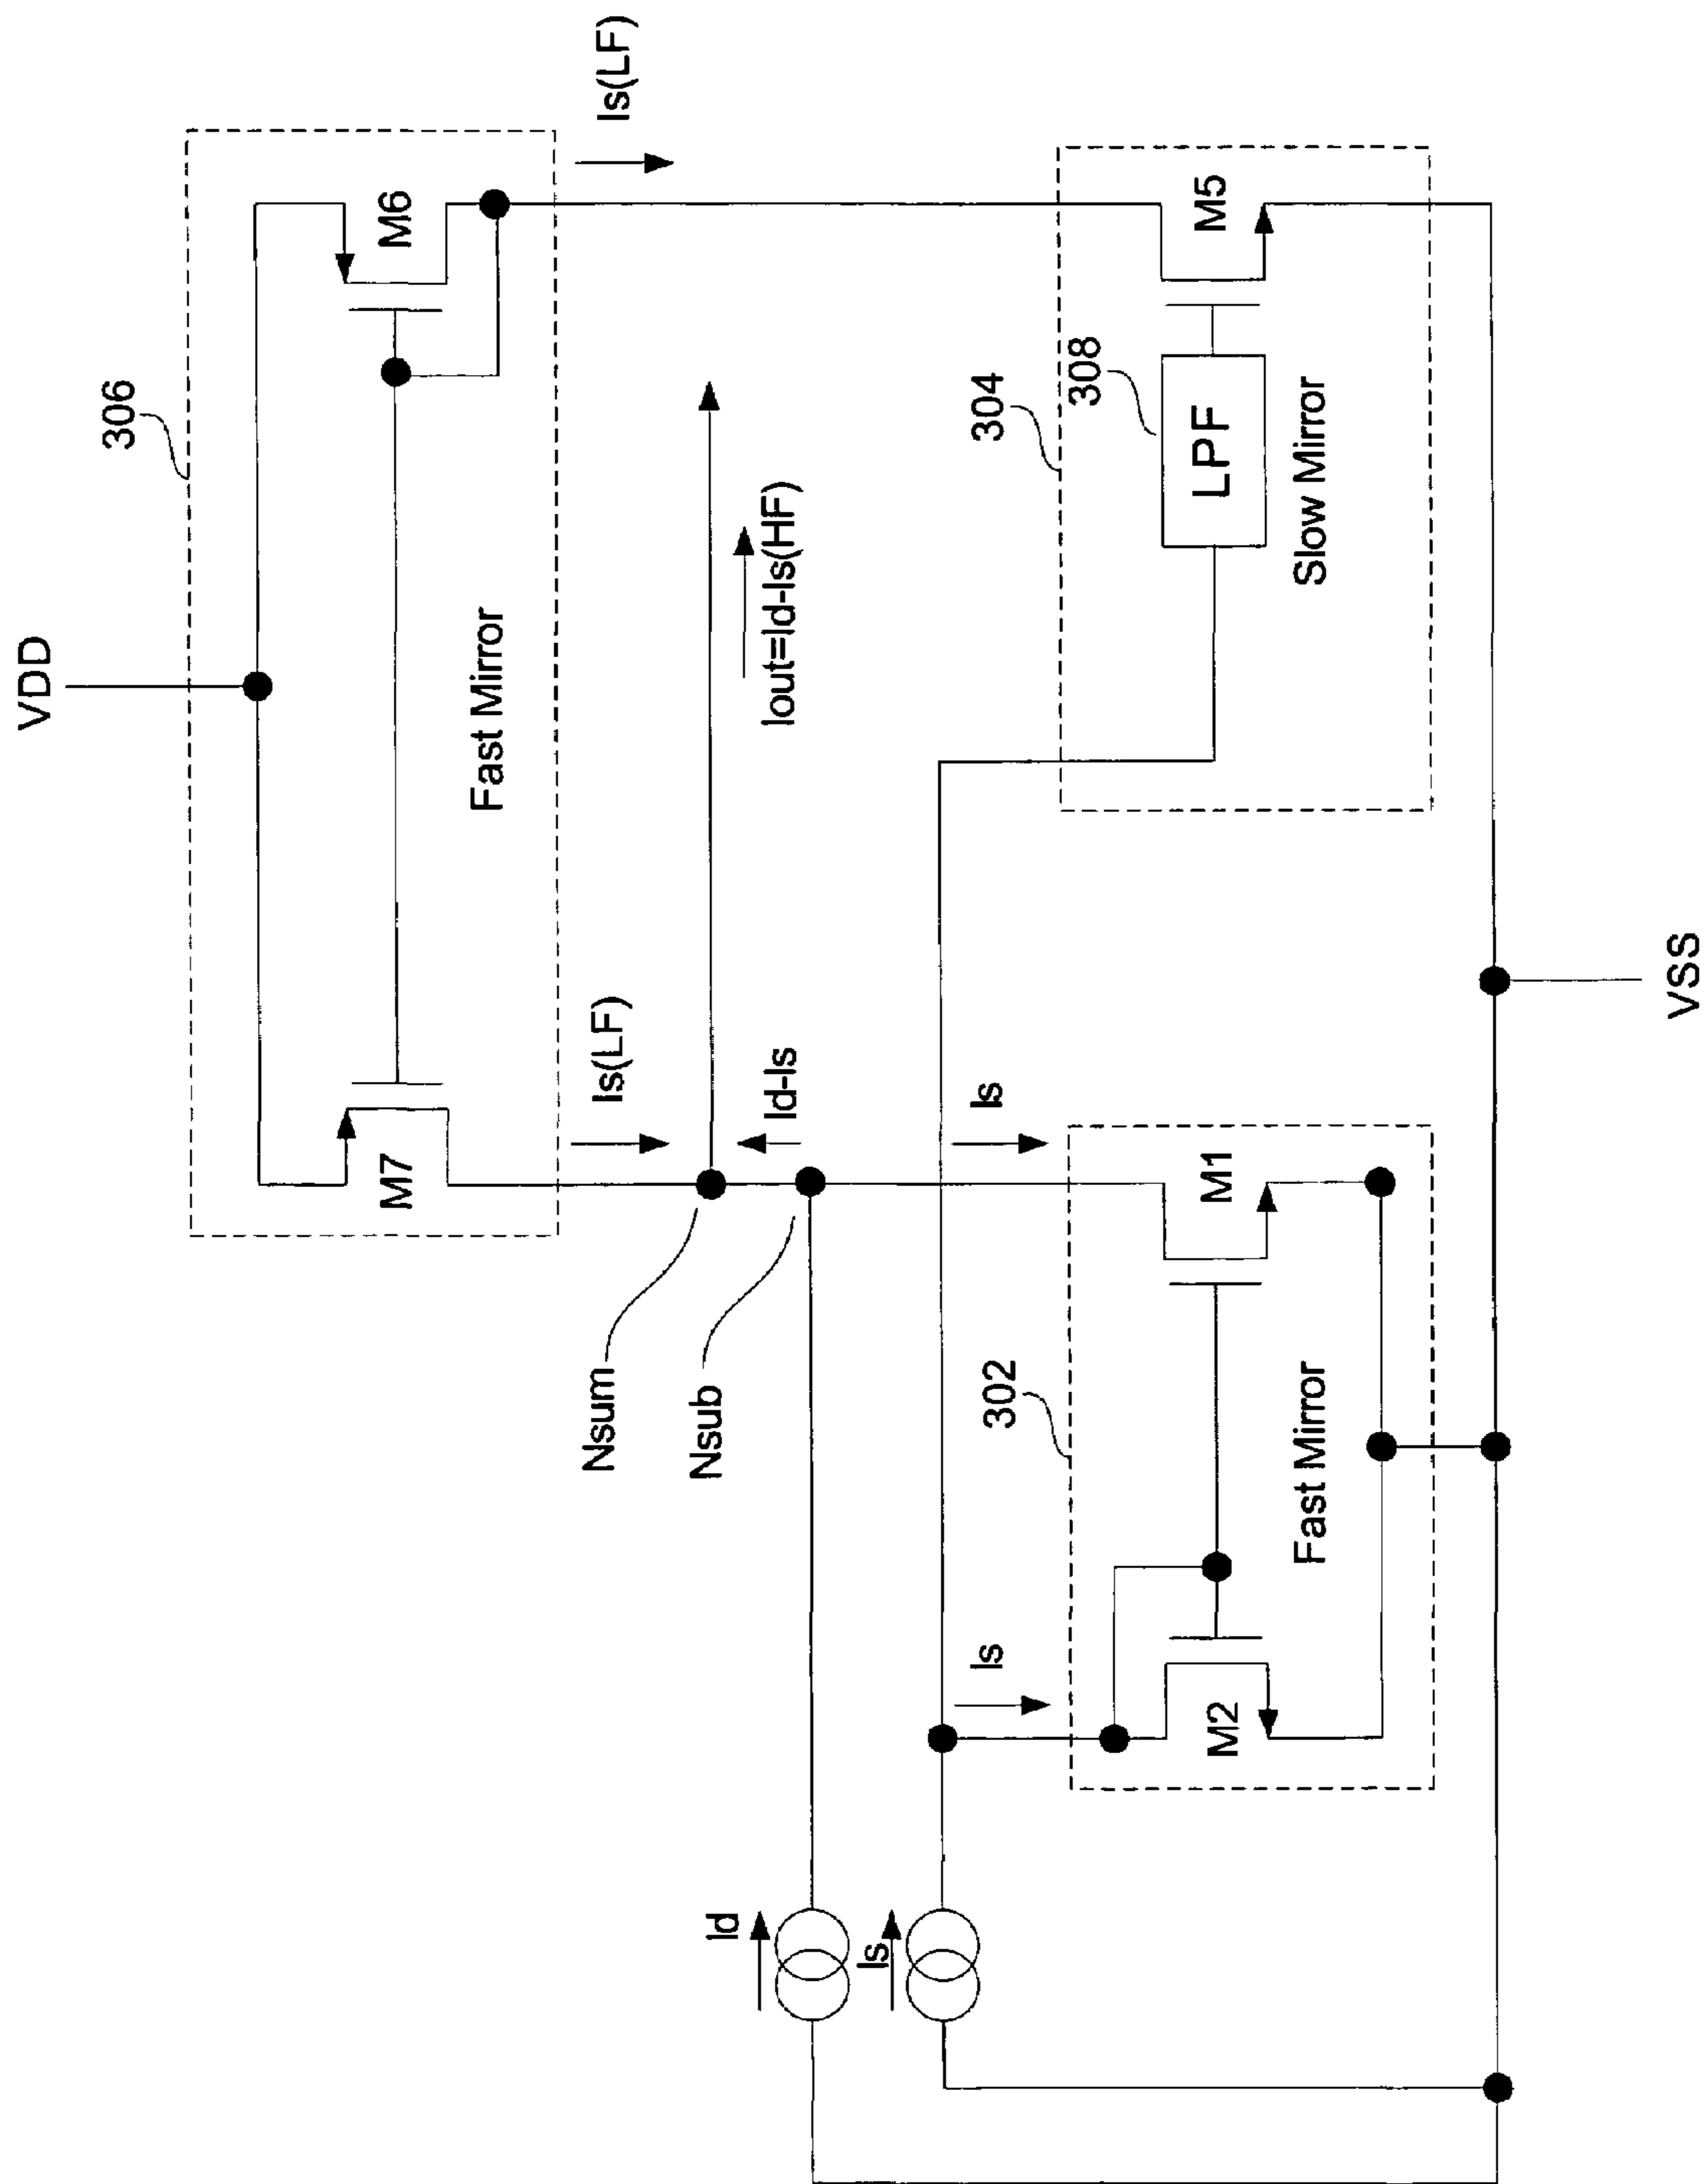 VDD
306
M7
M6
Fast Mirror
Is(LF)
Is(LF)
Nsum
Nsub
Id-Is
Iout=Id-Is(HF)
Id
Is
Is
Is
302
M2
M1
Fast Mirror
304
308
LPF
M5
Slow Mirror
VSS